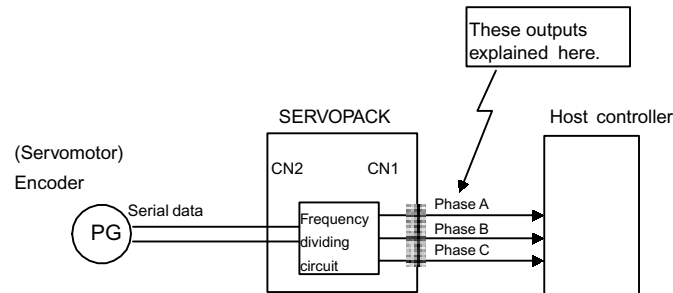 These outputs
explained here.
SERVOPACK
Host controller
(Servomotor)
Encoder
CN2
CN1
Serial data
PG
Frequency
dividing
circuit
Phase A
Phase B
Phase C